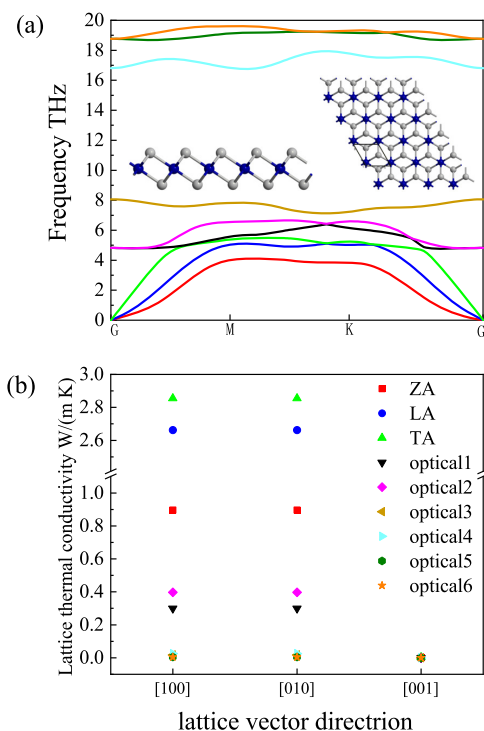 (a)
20
18
16
14
12
10
8
6
4
2
0
Frequency THz
G M K G
(b)
3.0
2.8
2.6
1.0
0.8
0.6
0.4
0.2
0.0
Lattice thermal conductivity W/(m K)
ZA
LA
TA
optical1
optical2
optical3
optical4
optical5
optical6
[100] [010] [001]
lattice vector directrion